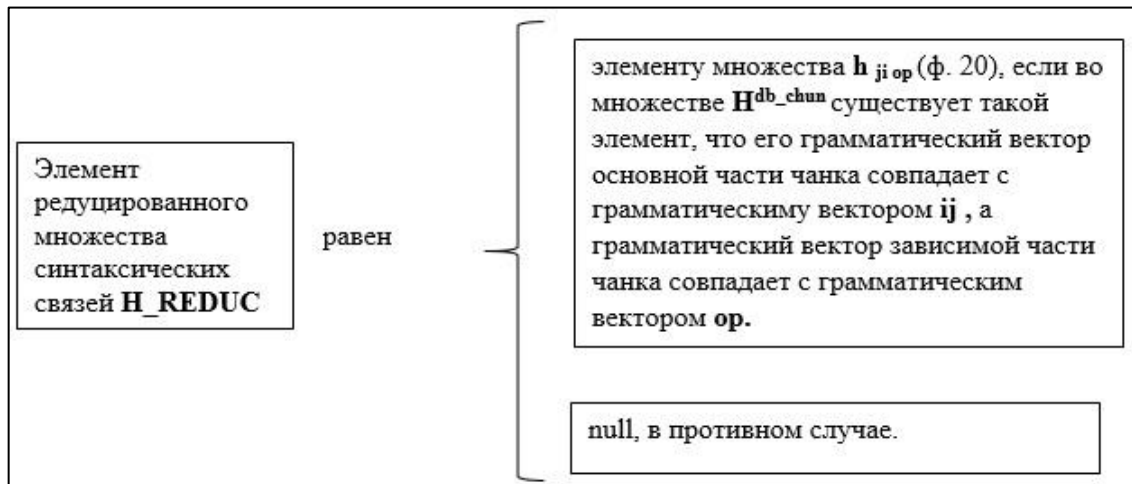 Элемент
редуцированного
множества
синтаксических
связей H_REDUC
равен
элементу множества h ji op (ф. 20), если во
множестве H^db_chun существует такой
элемент, что его грамматический вектор
основной части чанка совпадает с
грамматическиму вектором ij , а
грамматический вектор зависимой части
чанка совпадает с грамматическим
вектором op.
null, в противном случае.